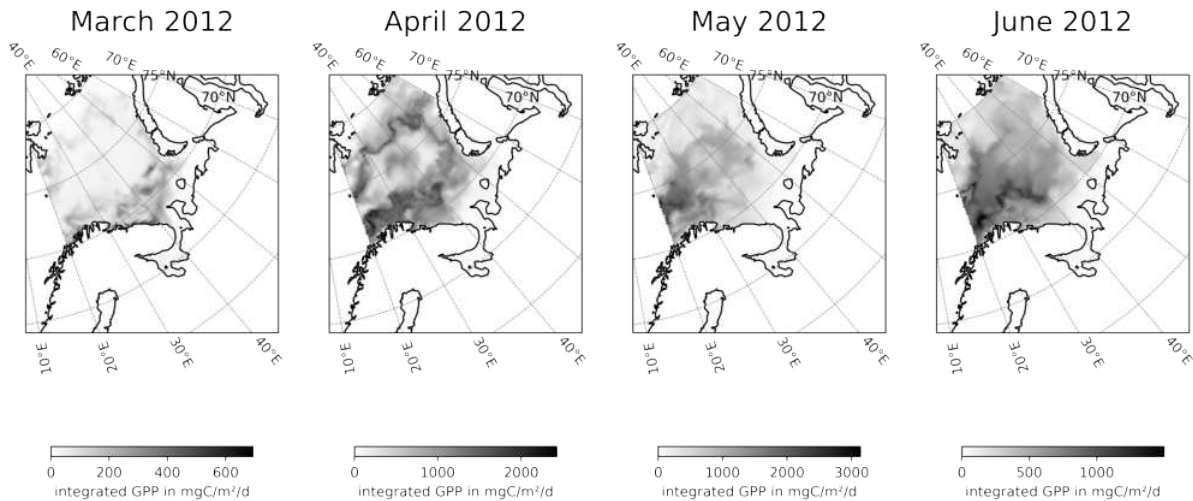 March 2012
April 2012
May 2012
June 2012
40°E
60°E
70°E
75°N
70°N
10°E
20°E
30°E
40°E
40°E
60°E
70°E
75°N
70°N
10°E
20°E
30°E
40°E
40°E
60°E
70°E
75°N
70°N
10°E
20°E
30°E
40°E
40°E
60°E
70°E
75°N
70°N
10°E
20°E
30°E
40°E
0 200 400 600
integrated GPP in mgC/m²/d
0 1000 2000
integrated GPP in mgC/m²/d
0 1000 2000 3000
integrated GPP in mgC/m²/d
0 500 1000
integrated GPP in mgC/m²/d